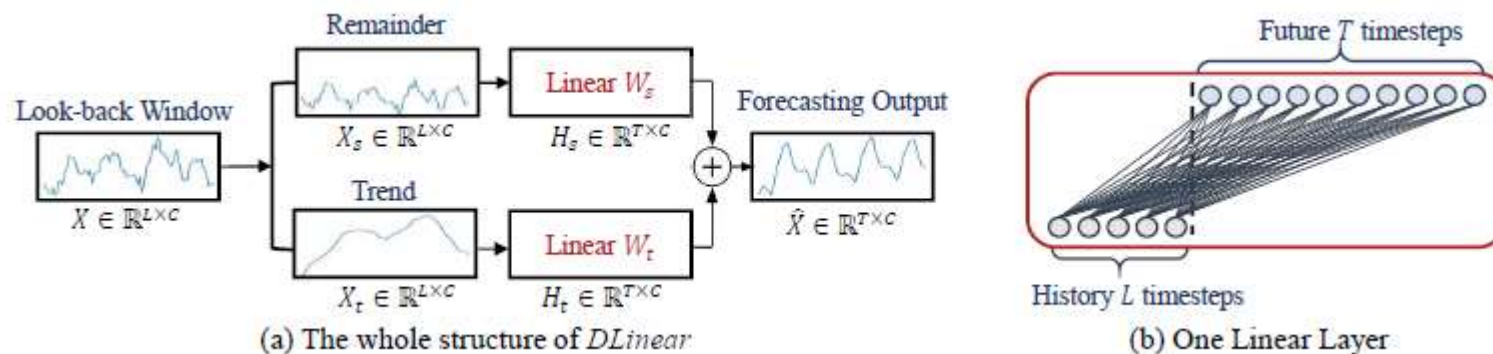 Remainder
Look-back Window
Linear W_s
Forecasting Output
X_s ∈ ℝ^{L×C}
H_s ∈ ℝ^{T×C}
+
Trend
X ∈ ℝ^{L×C}
Linear W_t
X̂ ∈ ℝ^{T×C}
X_t ∈ ℝ^{L×C}
H_t ∈ ℝ^{T×C}
(a) The whole structure of DLinear
Future T timesteps
History L timesteps
(b) One Linear Layer